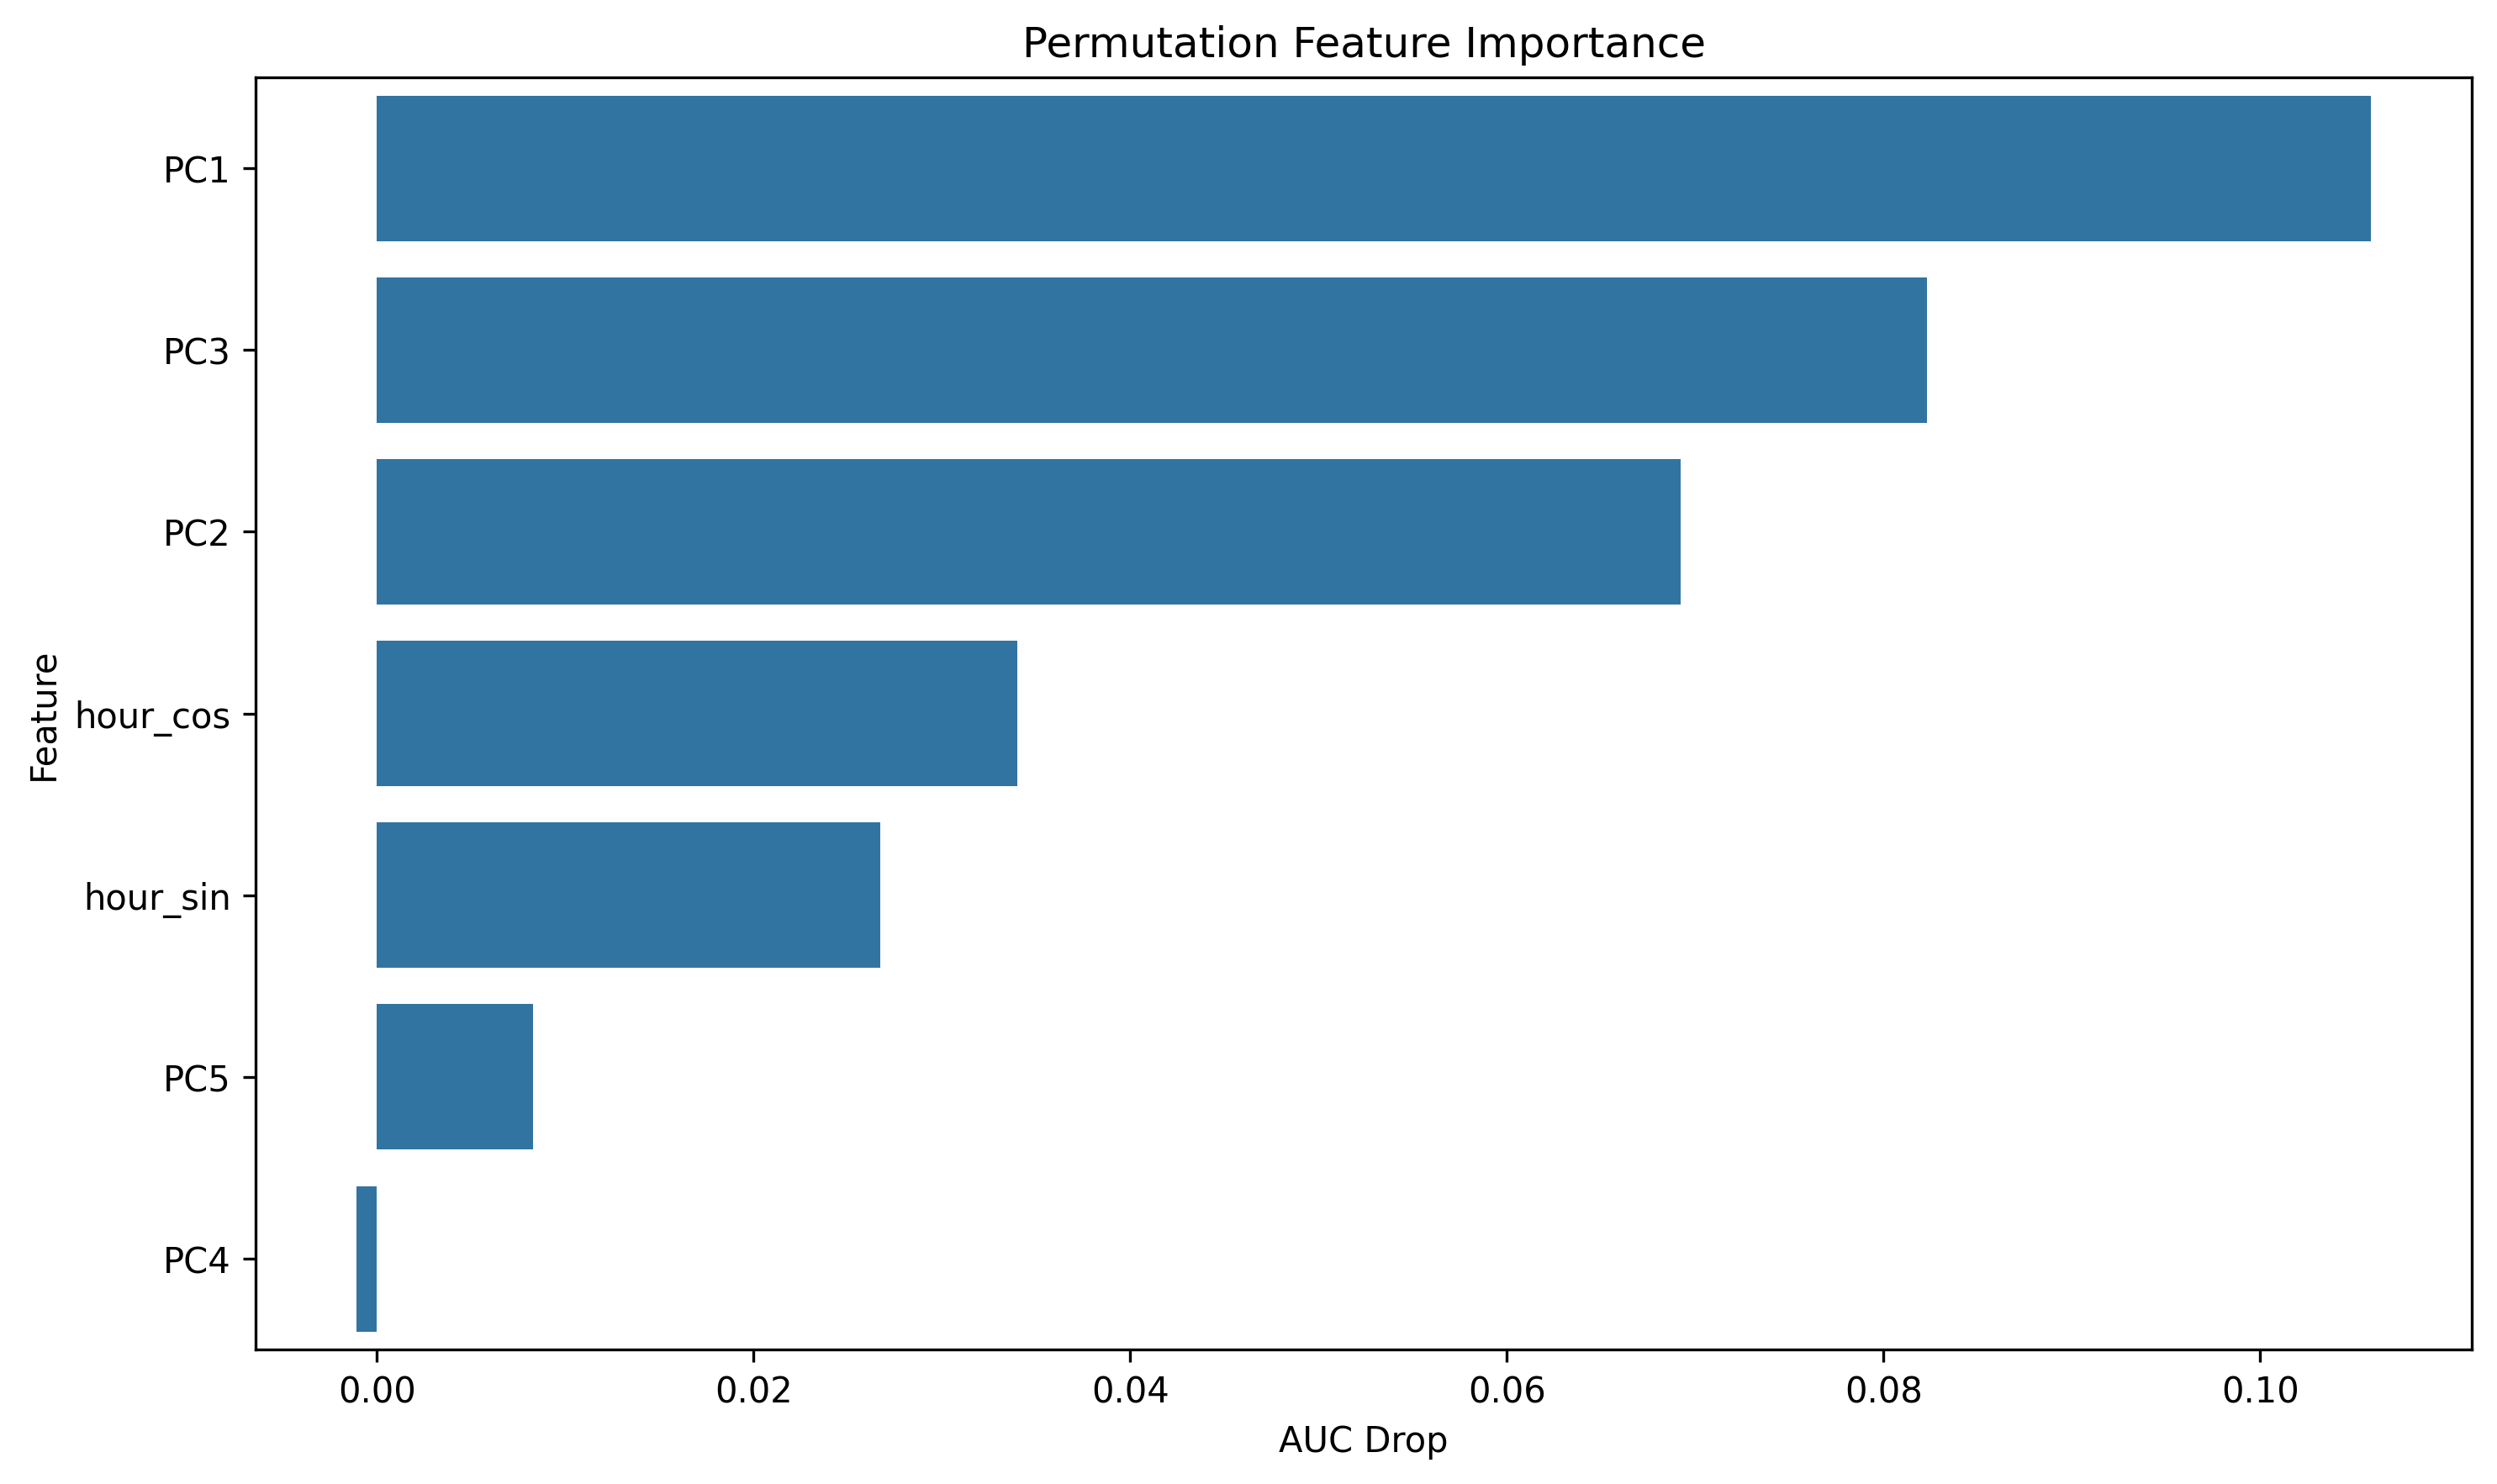 Permutation Feature Importance
Feature
PC1
PC3
PC2
hour_cos
hour_sin
PC5
PC4
0.00 0.02 0.04 0.06 0.08 0.10
AUC Drop